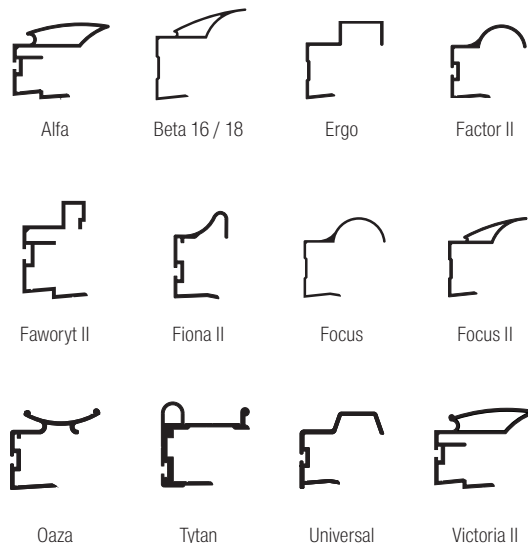 Alfa
Beta 16 / 18
Ergo
Factor II
Faworyt II
Fiona II
Focus
Focus II
Oaza
Tytan
Universal
Victoria II